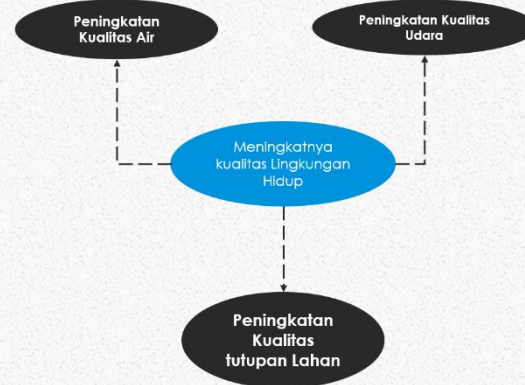 Peningkatan
Kualitas Air
Peningkatan Kualitas
Udara
Meningkatnya
kualitas Lingkungan
Hidup
Peningkatan
Kualitas
tutupan Lahan